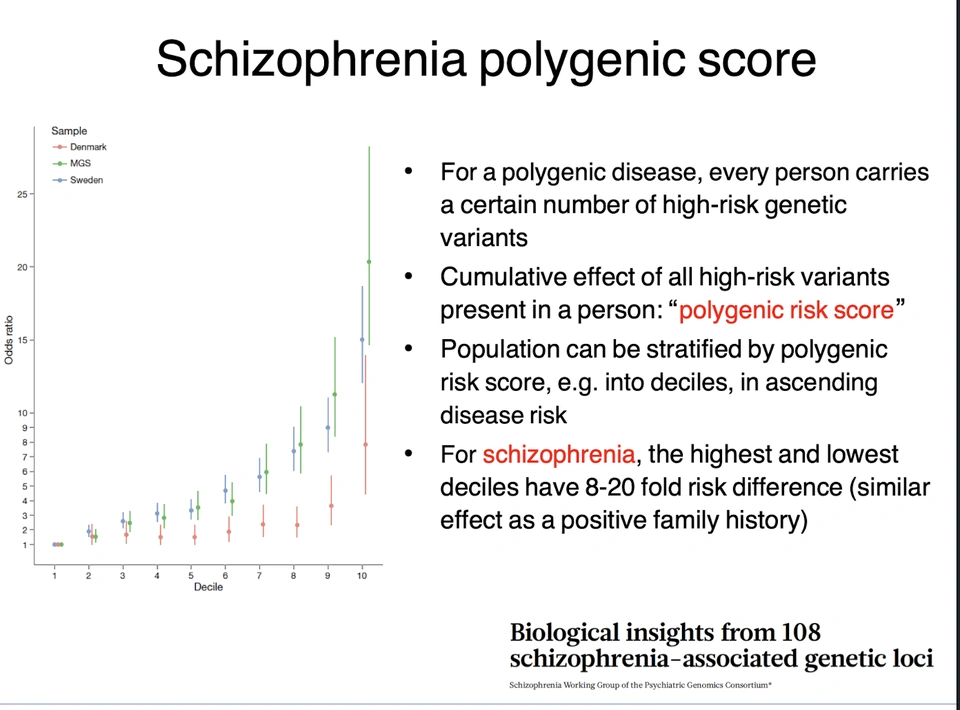 Schizophrenia polygenic score
Sample
Denmark
MGS
Sweden
25
20
15
10
9
8
7
6
5
4
3
2
1
Odds ratio
1 2 3 4 5 6 7 8 9 10
Decile
• For a polygenic disease, every person carries
a certain number of high-risk genetic
variants
• Cumulative effect of all high-risk variants
present in a person: “polygenic risk score”
• Population can be stratified by polygenic
risk score, e.g. into deciles, in ascending
disease risk
• For schizophrenia, the highest and lowest
deciles have 8-20 fold risk difference (similar
effect as a positive family history)
Biological insights from 108
schizophrenia-associated genetic loci
Schizophrenia Working Group of the Psychiatric Genomics Consortium*